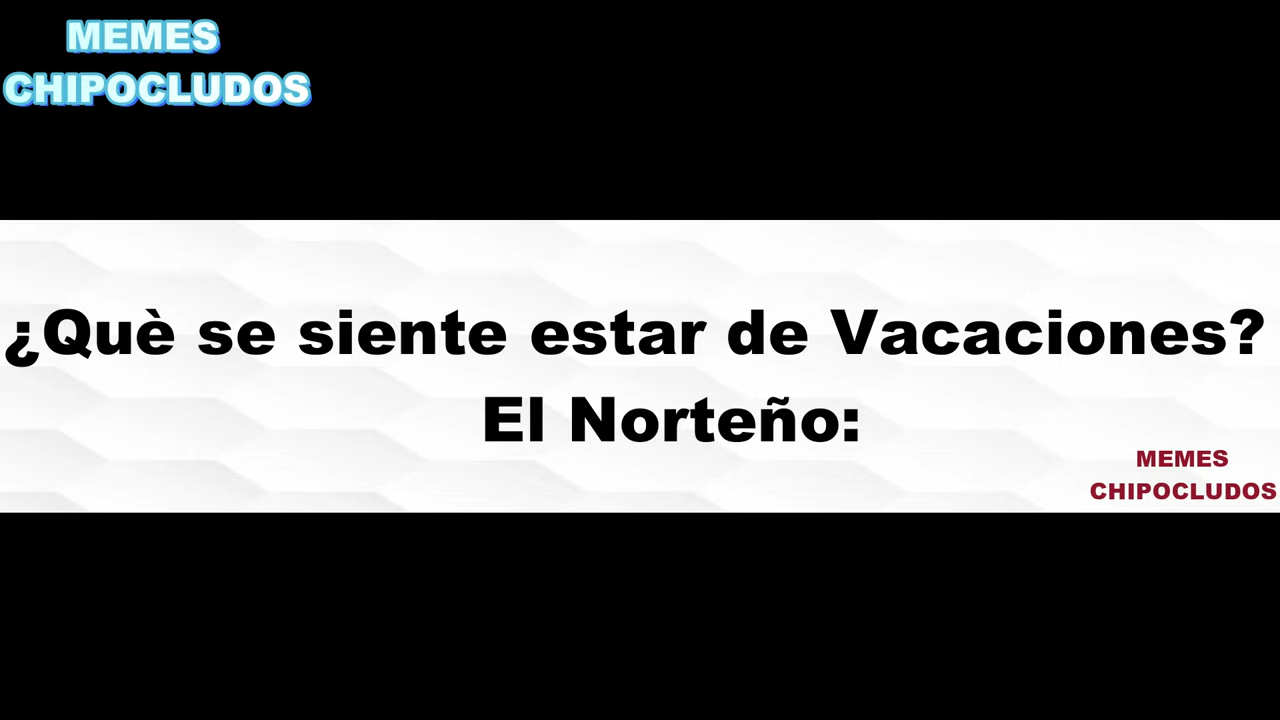 MEMES
CHIPOCLUDOS
¿Què se siente estar de Vacaciones?
El Norteño:
MEMES
CHIPOCLUDOS